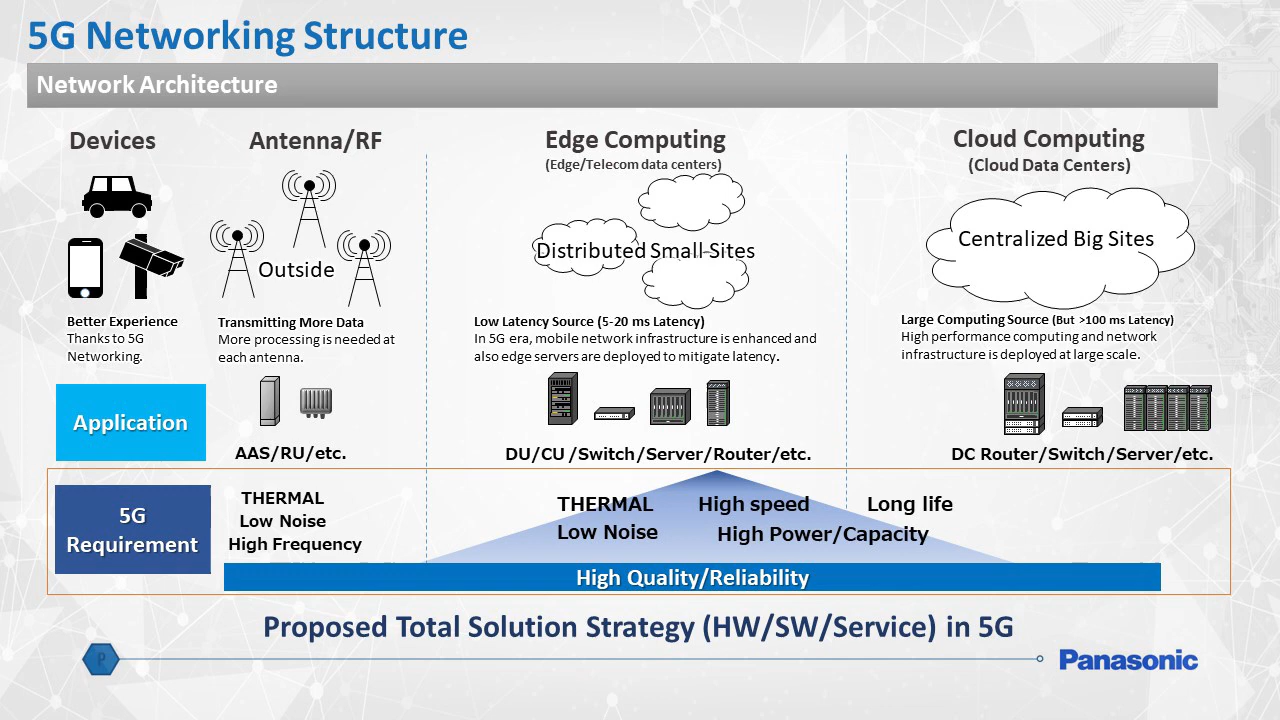 5G Networking Structure
Network Architecture
Devices
Antenna/RF
Edge Computing
(Edge/Telecom data centers)
Cloud Computing
(Cloud Data Centers)
Outside
Distributed Small Sites
Centralized Big Sites
Better Experience
Thanks to 5G
Networking.
Transmitting More Data
More processing is needed at
each antenna.
Low Latency Source (5-20 ms Latency)
In 5G era, mobile network infrastructure is enhanced and
also edge servers are deployed to mitigate latency.
Large Computing Source (But >100 ms Latency)
High performance computing and network
infrastructure is deployed at large scale.
Application
AAS/RU/etc.
DU/CU /Switch/Server/Router/etc.
DC Router/Switch/Server/etc.
5G
Requirement
THERMAL
Low Noise
High Frequency
THERMAL
High speed
Long life
Low Noise
High Power/Capacity
High Quality/Reliability
Proposed Total Solution Strategy (HW/SW/Service) in 5G
P
Panasonic